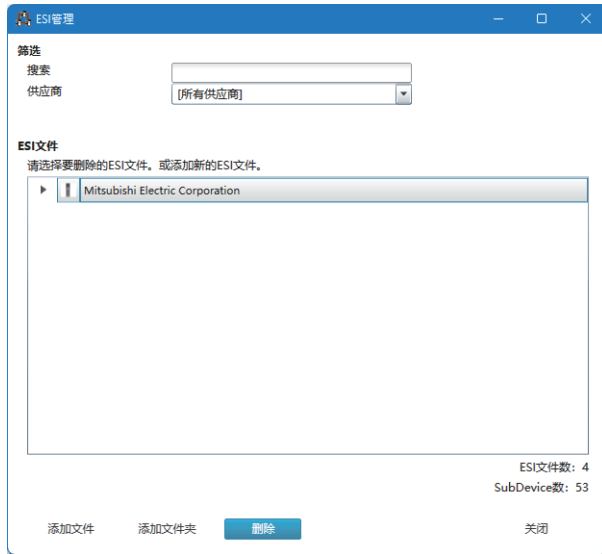 ESI管理
筛选
搜索
供应商 [所有供应商]
ESI文件
请选择要删除的ESI文件。或添加新的ESI文件。
Mitsubishi Electric Corporation
ESI文件数: 4
SubDevice数: 53
添加文件 添加文件夹 删除 关闭